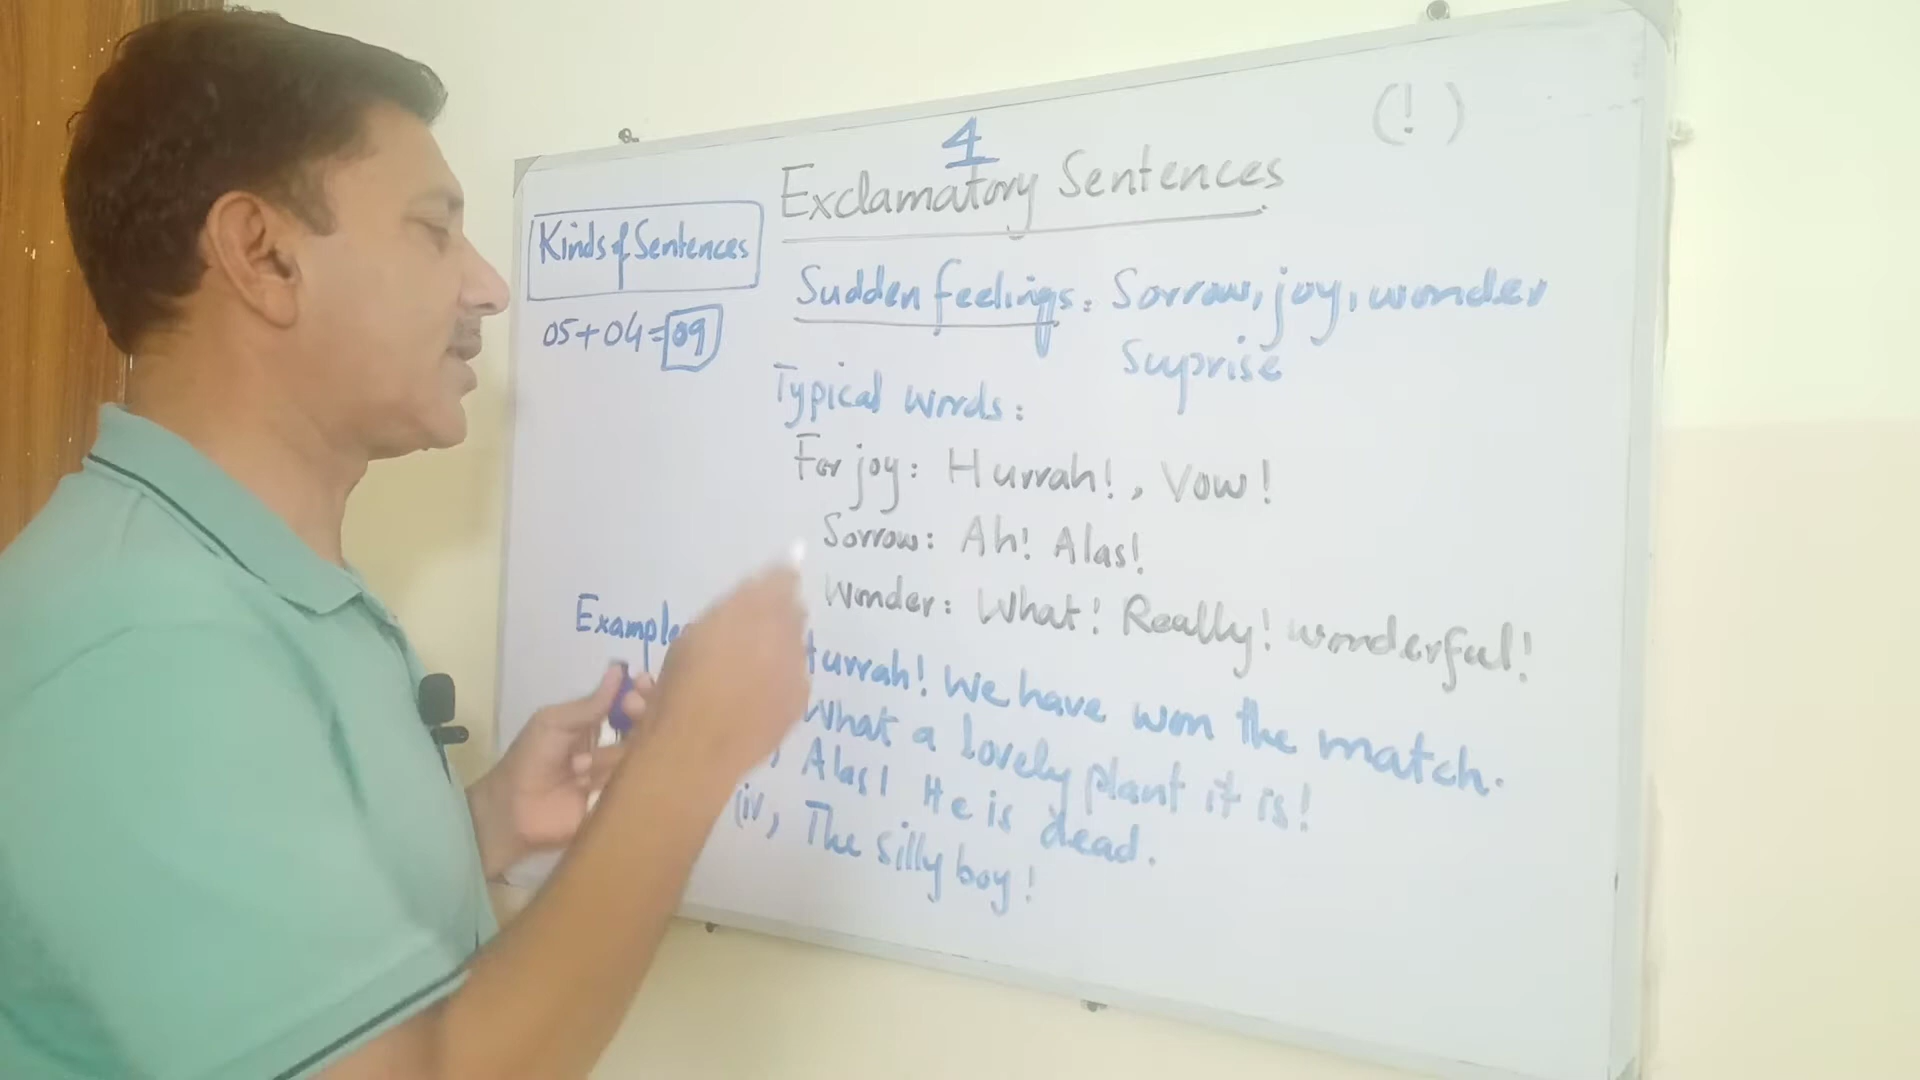 (!)
4
Exclamatory Sentences
Kinds of Sentences
05+04=09
Sudden feelings: Sorrow, joy, wonder
Suprise
Typical words:
For joy: Hurrah!, Vow!
Sorrow: Ah! Alas!
Wonder: What! Really! wonderful!
Example
Hurrah! We have won the match.
What a lovely plant it is!
Alas! He is dead.
(iv, The silly boy!